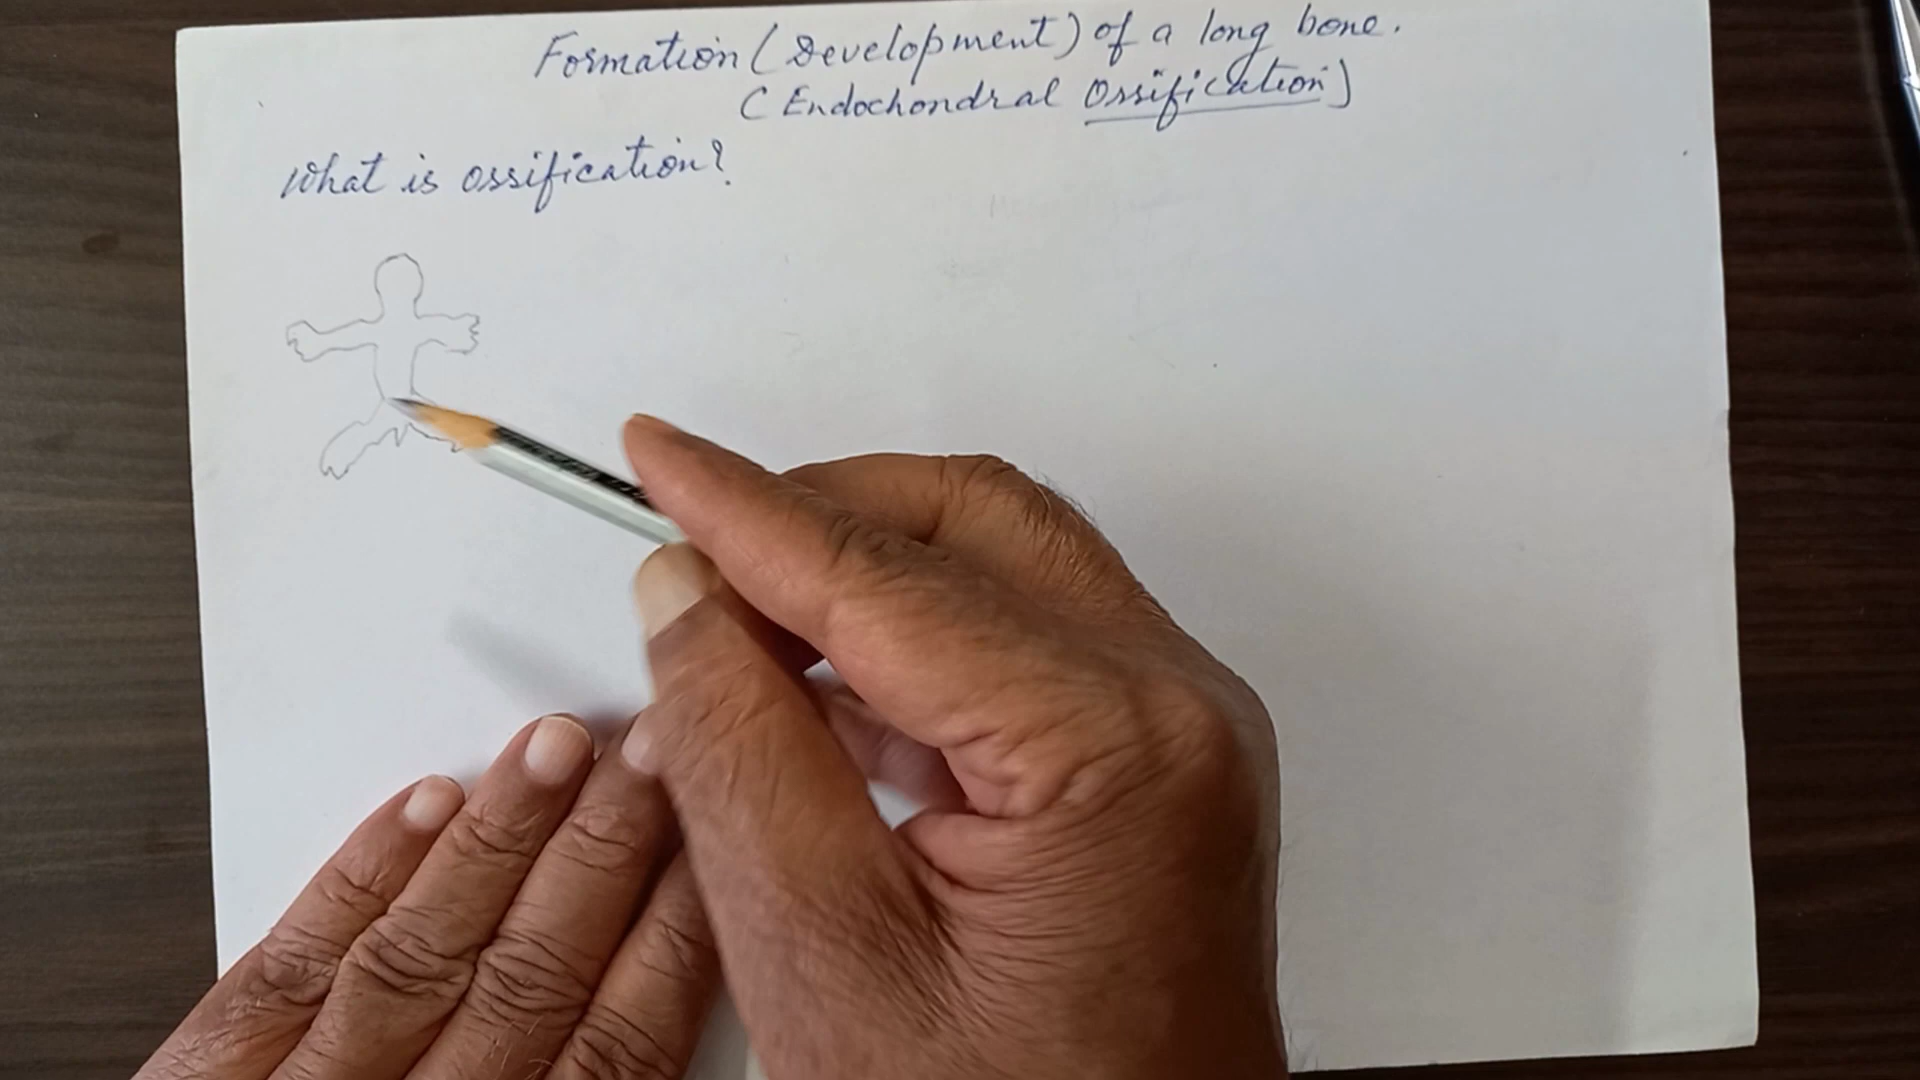 Formation (Development) of a long bone.
( Endochondral Ossification)
What is ossification?